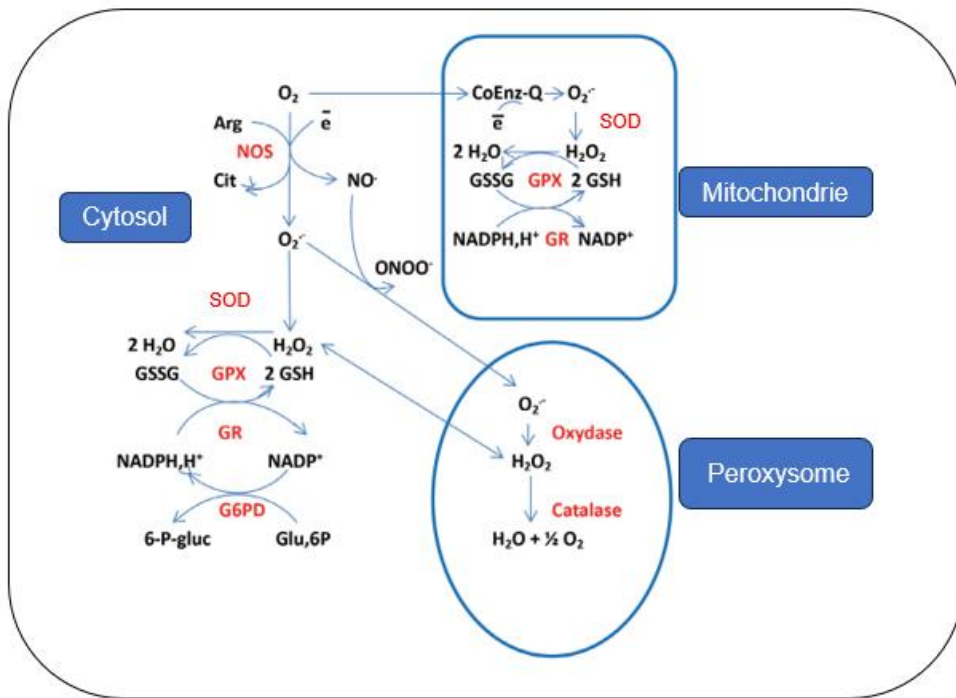 O₂ CoEnz-Q O₂·⁻
Arg e̅ e̅ SOD
NOS 2 H₂O H₂O₂
Cit NO· GSSG GPX 2 GSH Mitochondrie
Cytosol
NADPH,H⁺ GR NADP⁺
O₂·⁻
ONOO⁻
SOD
2 H₂O H₂O₂
GSSG GPX 2 GSH
O₂·⁻
GR Oxydase
NADPH,H⁺ NADP⁺ H₂O₂
Peroxysome
G6PD Catalase
6-P-gluc Glu,6P H₂O + ½ O₂